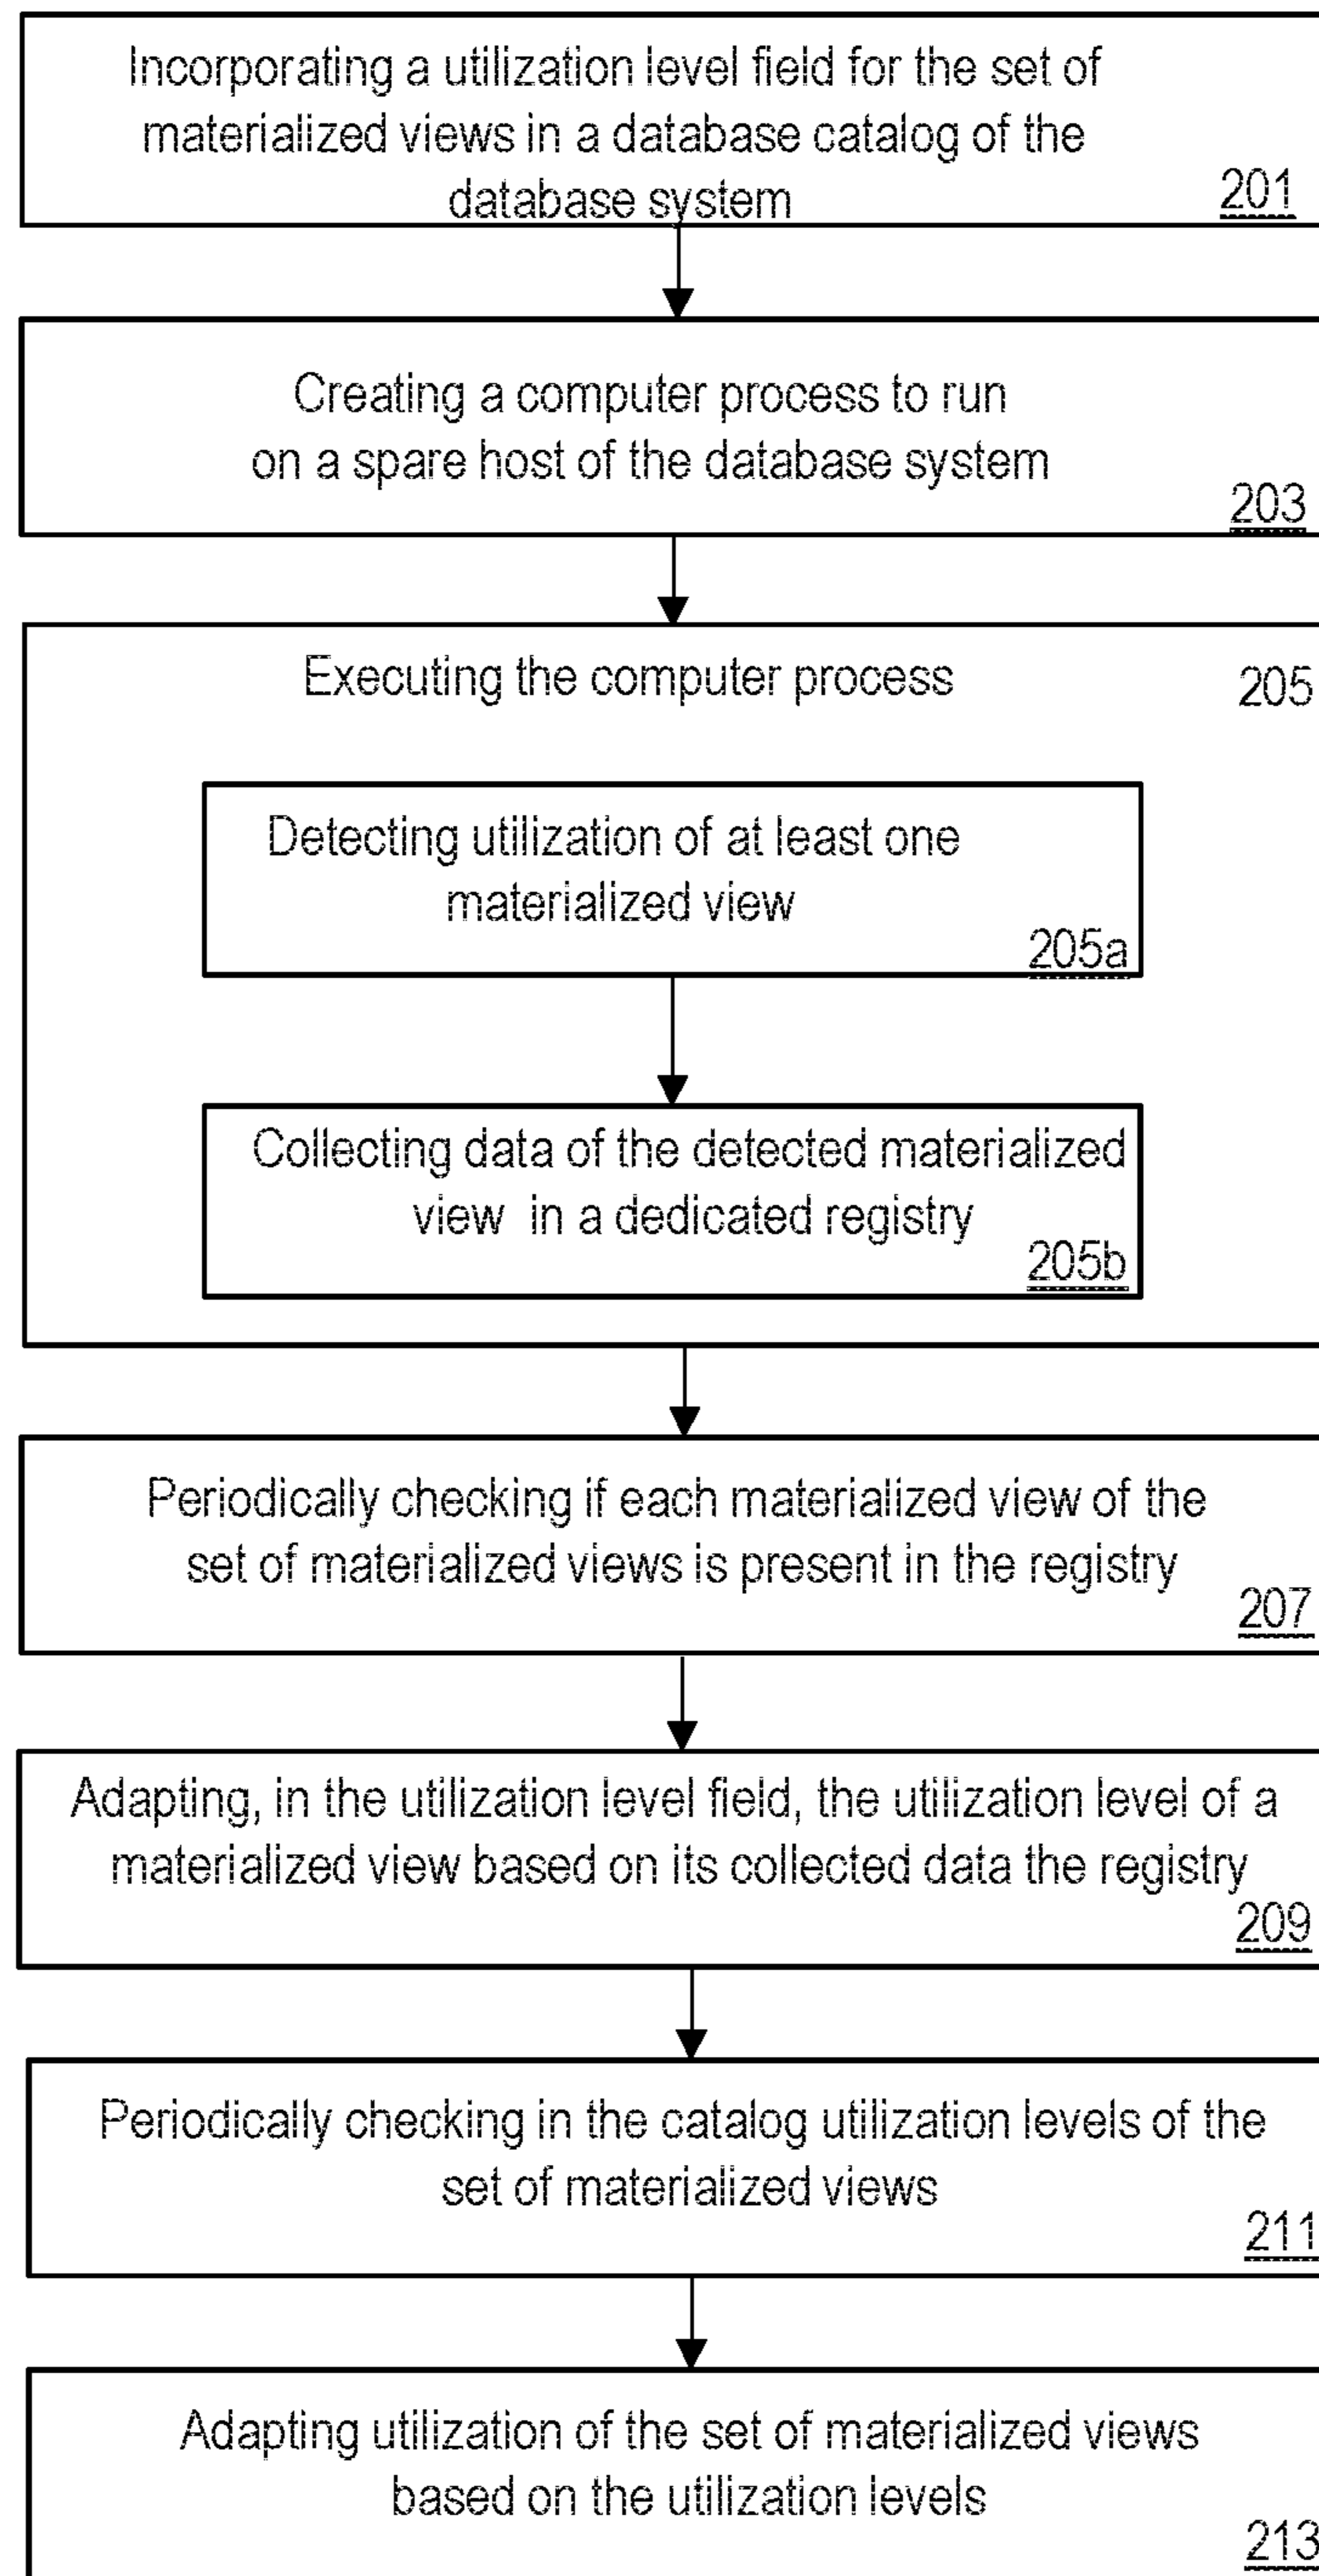 Incorporating a utilization level field for the set of
materialized views in a database catalog of the
database system
201
Creating a computer process to run
on a spare host of the database system
203
Executing the computer process
205
Detecting utilization of at least one
materialized view
205a
Collecting data of the detected materialized
view in a dedicated registry
205b
Periodically checking if each materialized view of the
set of materialized views is present in the registry
207
Adapting, in the utilization level field, the utilization level of a
materialized view based on its collected data the registry
209
Periodically checking in the catalog utilization levels of the
set of materialized views
211
Adapting utilization of the set of materialized views
based on the utilization levels
213